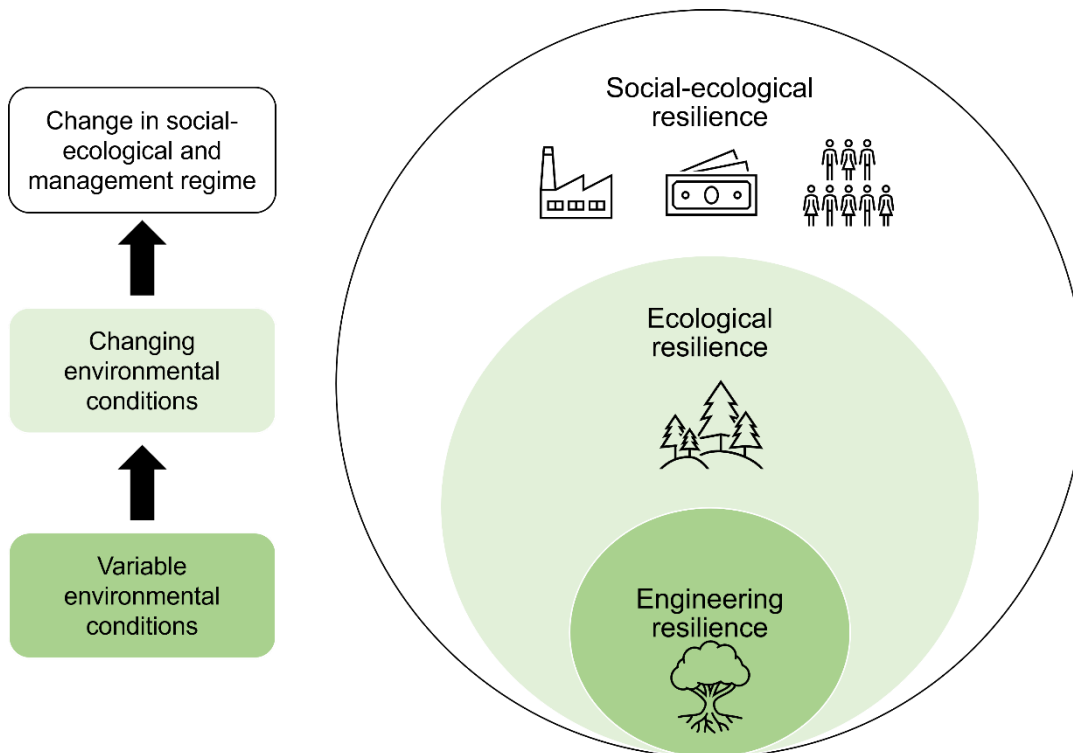 Change in social-
ecological and
management regime
Changing
environmental
conditions
Variable
environmental
conditions
Social-ecological
resilience
Ecological
resilience
Engineering
resilience